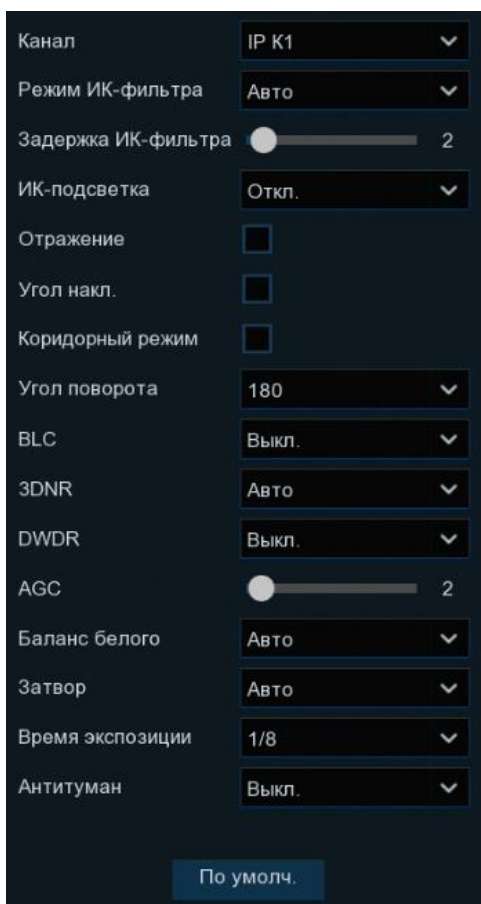 Канал IP К1
Режим ИК-фильтра Авто
Задержка ИК-фильтра 2
ИК-подсветка Откл.
Отражение
Угол накл.
Коридорный режим
Угол поворота 180
BLC Выкл.
3DNR Авто
DWDR Выкл.
AGC 2
Баланс белого Авто
Затвор Авто
Время экспозиции 1/8
Антитуман Выкл.
По умолч.